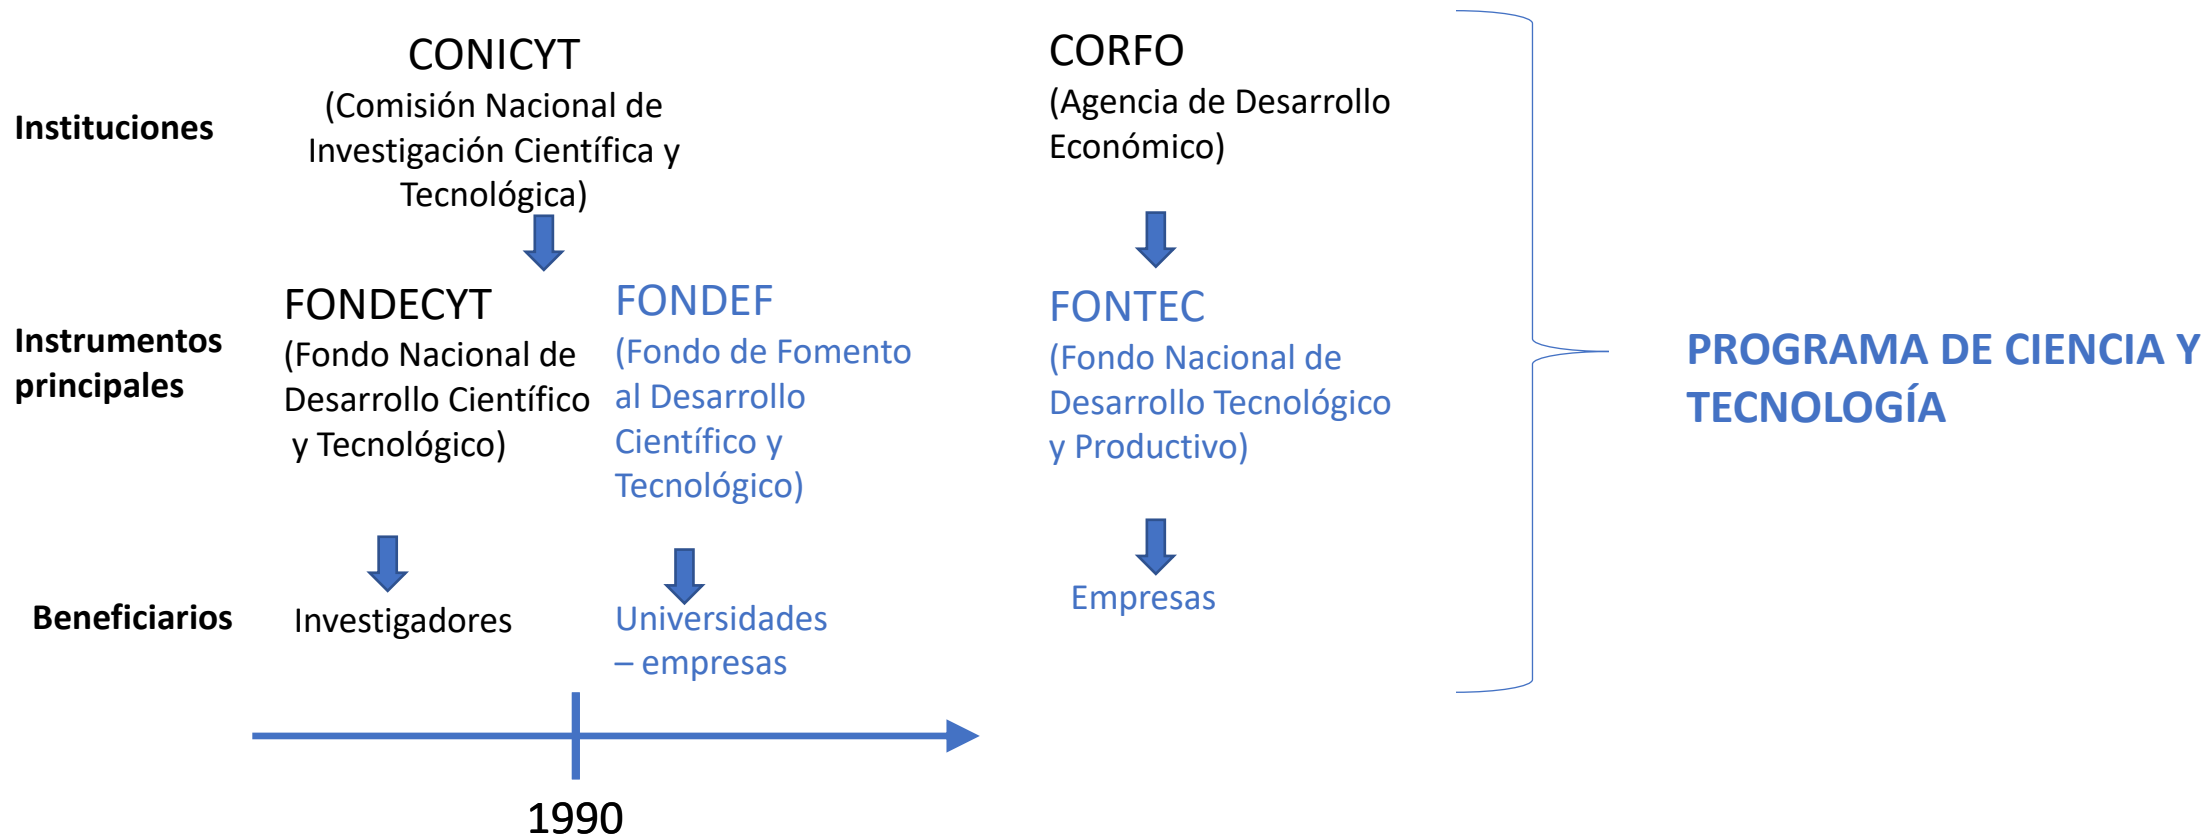 CONICYT
(Comisión Nacional de
Investigación Científica y
Tecnológica)
CORFO
(Agencia de Desarrollo
Económico)
Instituciones
FONDECYT
(Fondo Nacional de
Desarrollo Científico
y Tecnológico)
FONDEF
(Fondo de Fomento
al Desarrollo
Científico y
Tecnológico)
FONTEC
(Fondo Nacional de
Desarrollo Tecnológico
y Productivo)
Instrumentos
principales
PROGRAMA DE CIENCIA Y
TECNOLOGÍA
Beneficiarios
Investigadores
Universidades
– empresas
Empresas
1990